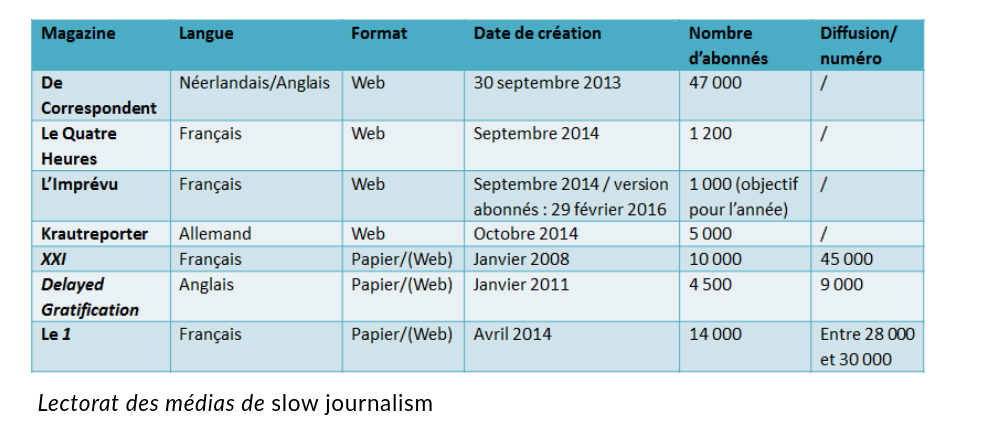 Magazine Langue Format Date de création Nombre d’abonnés Diffusion/ numéro
De Correspondent Néerlandais/Anglais Web 30 septembre 2013 47 000 /
Le Quatre Heures Français Web Septembre 2014 1 200 /
L’Imprévu Français Web Septembre 2014 / version abonnés : 29 février 2016 1 000 (objectif pour l’année) /
Krautreporter Allemand Web Octobre 2014 5 000 /
XXI Français Papier/(Web) Janvier 2008 10 000 45 000
Delayed Gratification Anglais Papier/(Web) Janvier 2011 4 500 9 000
Le 1 Français Papier/(Web) Avril 2014 14 000 Entre 28 000 et 30 000
Lectorat des médias de slow journalism